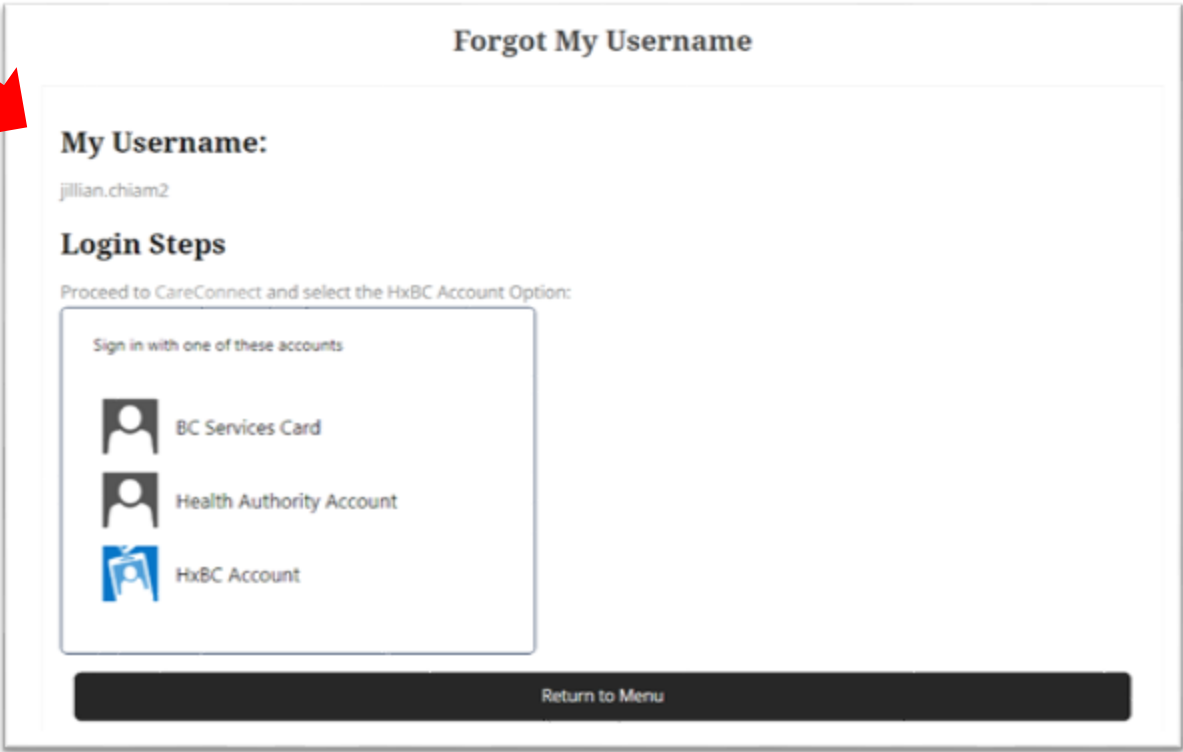 Forgot My Username
My Username:
jillian.chiam2
Login Steps
Proceed to CareConnect and select the HxBC Account Option:
Sign in with one of these accounts
BC Services Card
Health Authority Account
HxBC Account
Return to Menu